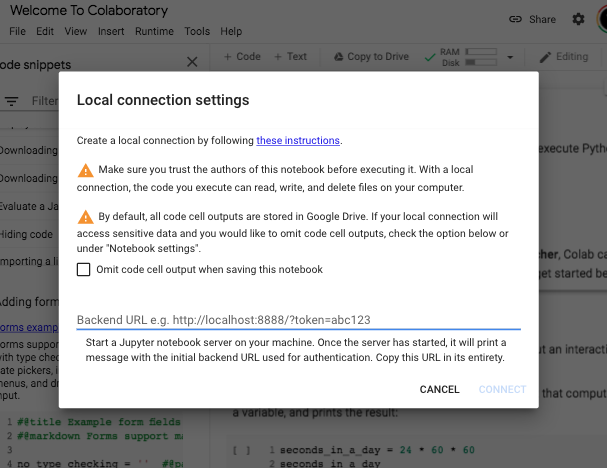 Welcome To Colaboratory
Share
File Edit View Insert Runtime Tools Help
ode snippets
+ Code + Text Copy to Drive RAM Disk Editing
Filter
Downloading
Downloading
Evaluate a Ja
Hiding code
mporting a li
Adding form
orms examp
orms suppo
with type che
ate pickers, i
menus, and dr
nput.
1 ##title Example form fields
2 ##markdown Forms support ma
3
4 no_type_checking = ''
Local connection settings
Create a local connection by following these instructions.
Make sure you trust the authors of this notebook before executing it. With a local
connection, the code you execute can read, write, and delete files on your computer.
By default, all code cell outputs are stored in Google Drive. If your local connection will
access sensitive data and you would like to omit code cell outputs, check the option below or
under "Notebook settings".
Omit code cell output when saving this notebook
Backend URL e.g. http://localhost:8888/?token=abc123
Start a Jupyter notebook server on your machine. Once the server has started, it will print a
message with the initial backend URL used for authentication. Copy this URL in its entirety.
CANCEL CONNECT
execute Pyth
her, Colab ca
et started be
ut an interacti
that comput
a variable, and prints the result:
[ ] 1 seconds_in_a_day = 24 * 60 * 60
2 seconds_in_a_day